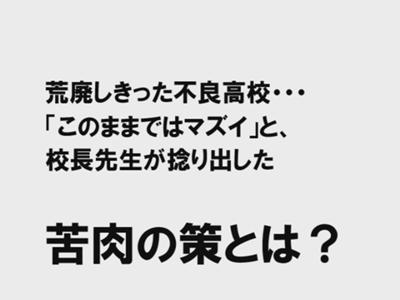 荒廃しきった不良高校・・・
「このままではマズイ」と、
校長先生が捻り出した
苦肉の策とは？